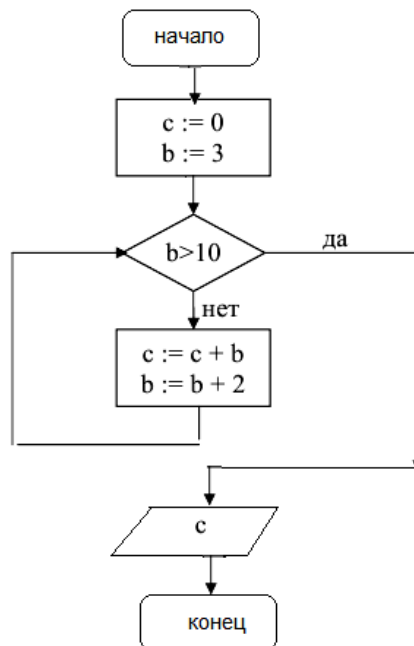 начало
c := 0
b := 3
b>10
да
нет
c := c + b
b := b + 2
c
конец